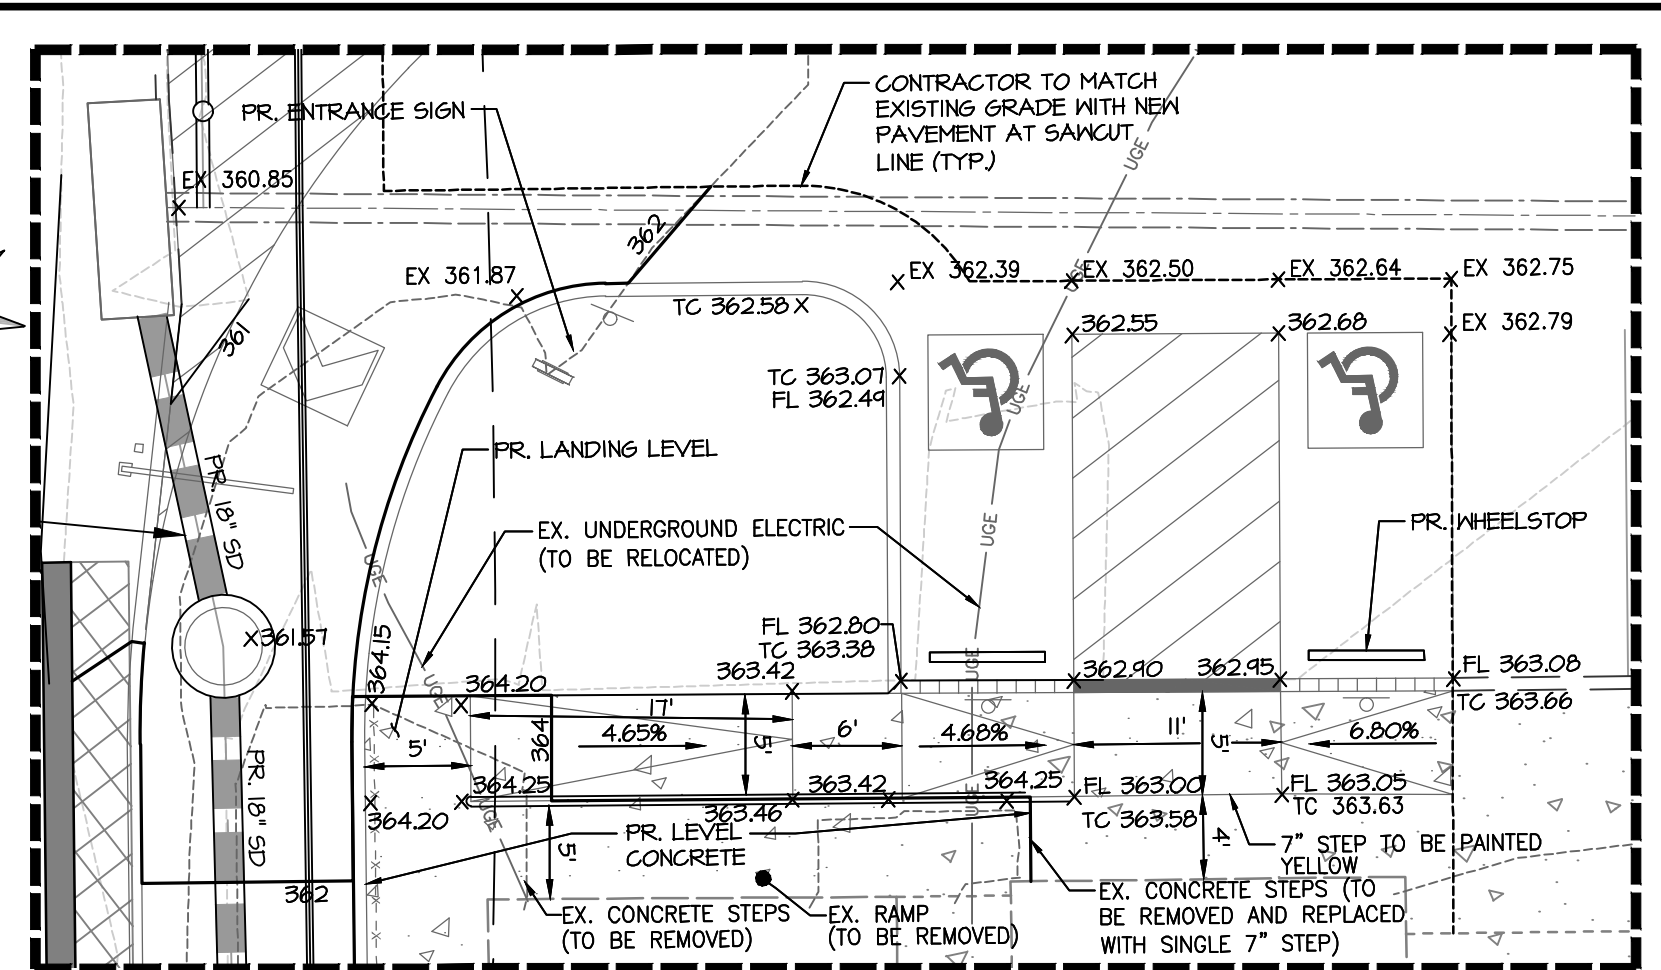 CONTRACTOR TO MATCH
EXISTING GRADE WITH NEW
PAVEMENT AT SAWCUT
LINE (TYP.)
PR. ENTRANCE SIGN
UGE
EX 360.85
362
EX 361.87
EX 362.39
UGE
EX 362.50
EX 362.64
EX 362.75
TC 362.58
361
362.55
362.68
EX 362.79
TC 363.07
FL 362.49
UGE
PR. LANDING LEVEL
PR. 18" SD
EX. UNDERGROUND ELECTRIC
(TO BE RELOCATED)
UGE
PR. WHEELSTOP
UGE
361.57
364.15
FL 362.80
TC 363.38
363.42
UGE
362.90
362.95
FL 363.08
TC 363.66
UGE
364.20
17'
364
4.65%
5'
6'
4.68%
11'
5'
6.80%
5'
364.25
363.42
364.25
FL 363.00
FL 363.05
TC 363.63
364.20
UGE
363.46
UGE
TC 363.58
PR. 18" SD
PR. LEVEL
CONCRETE
5'
4'
7" STEP TO BE PAINTED
YELLOW
362
EX. CONCRETE STEPS
(TO BE REMOVED)
EX. RAMP
(TO BE REMOVED)
EX. CONCRETE STEPS (TO
BE REMOVED AND REPLACED
WITH SINGLE 7" STEP)